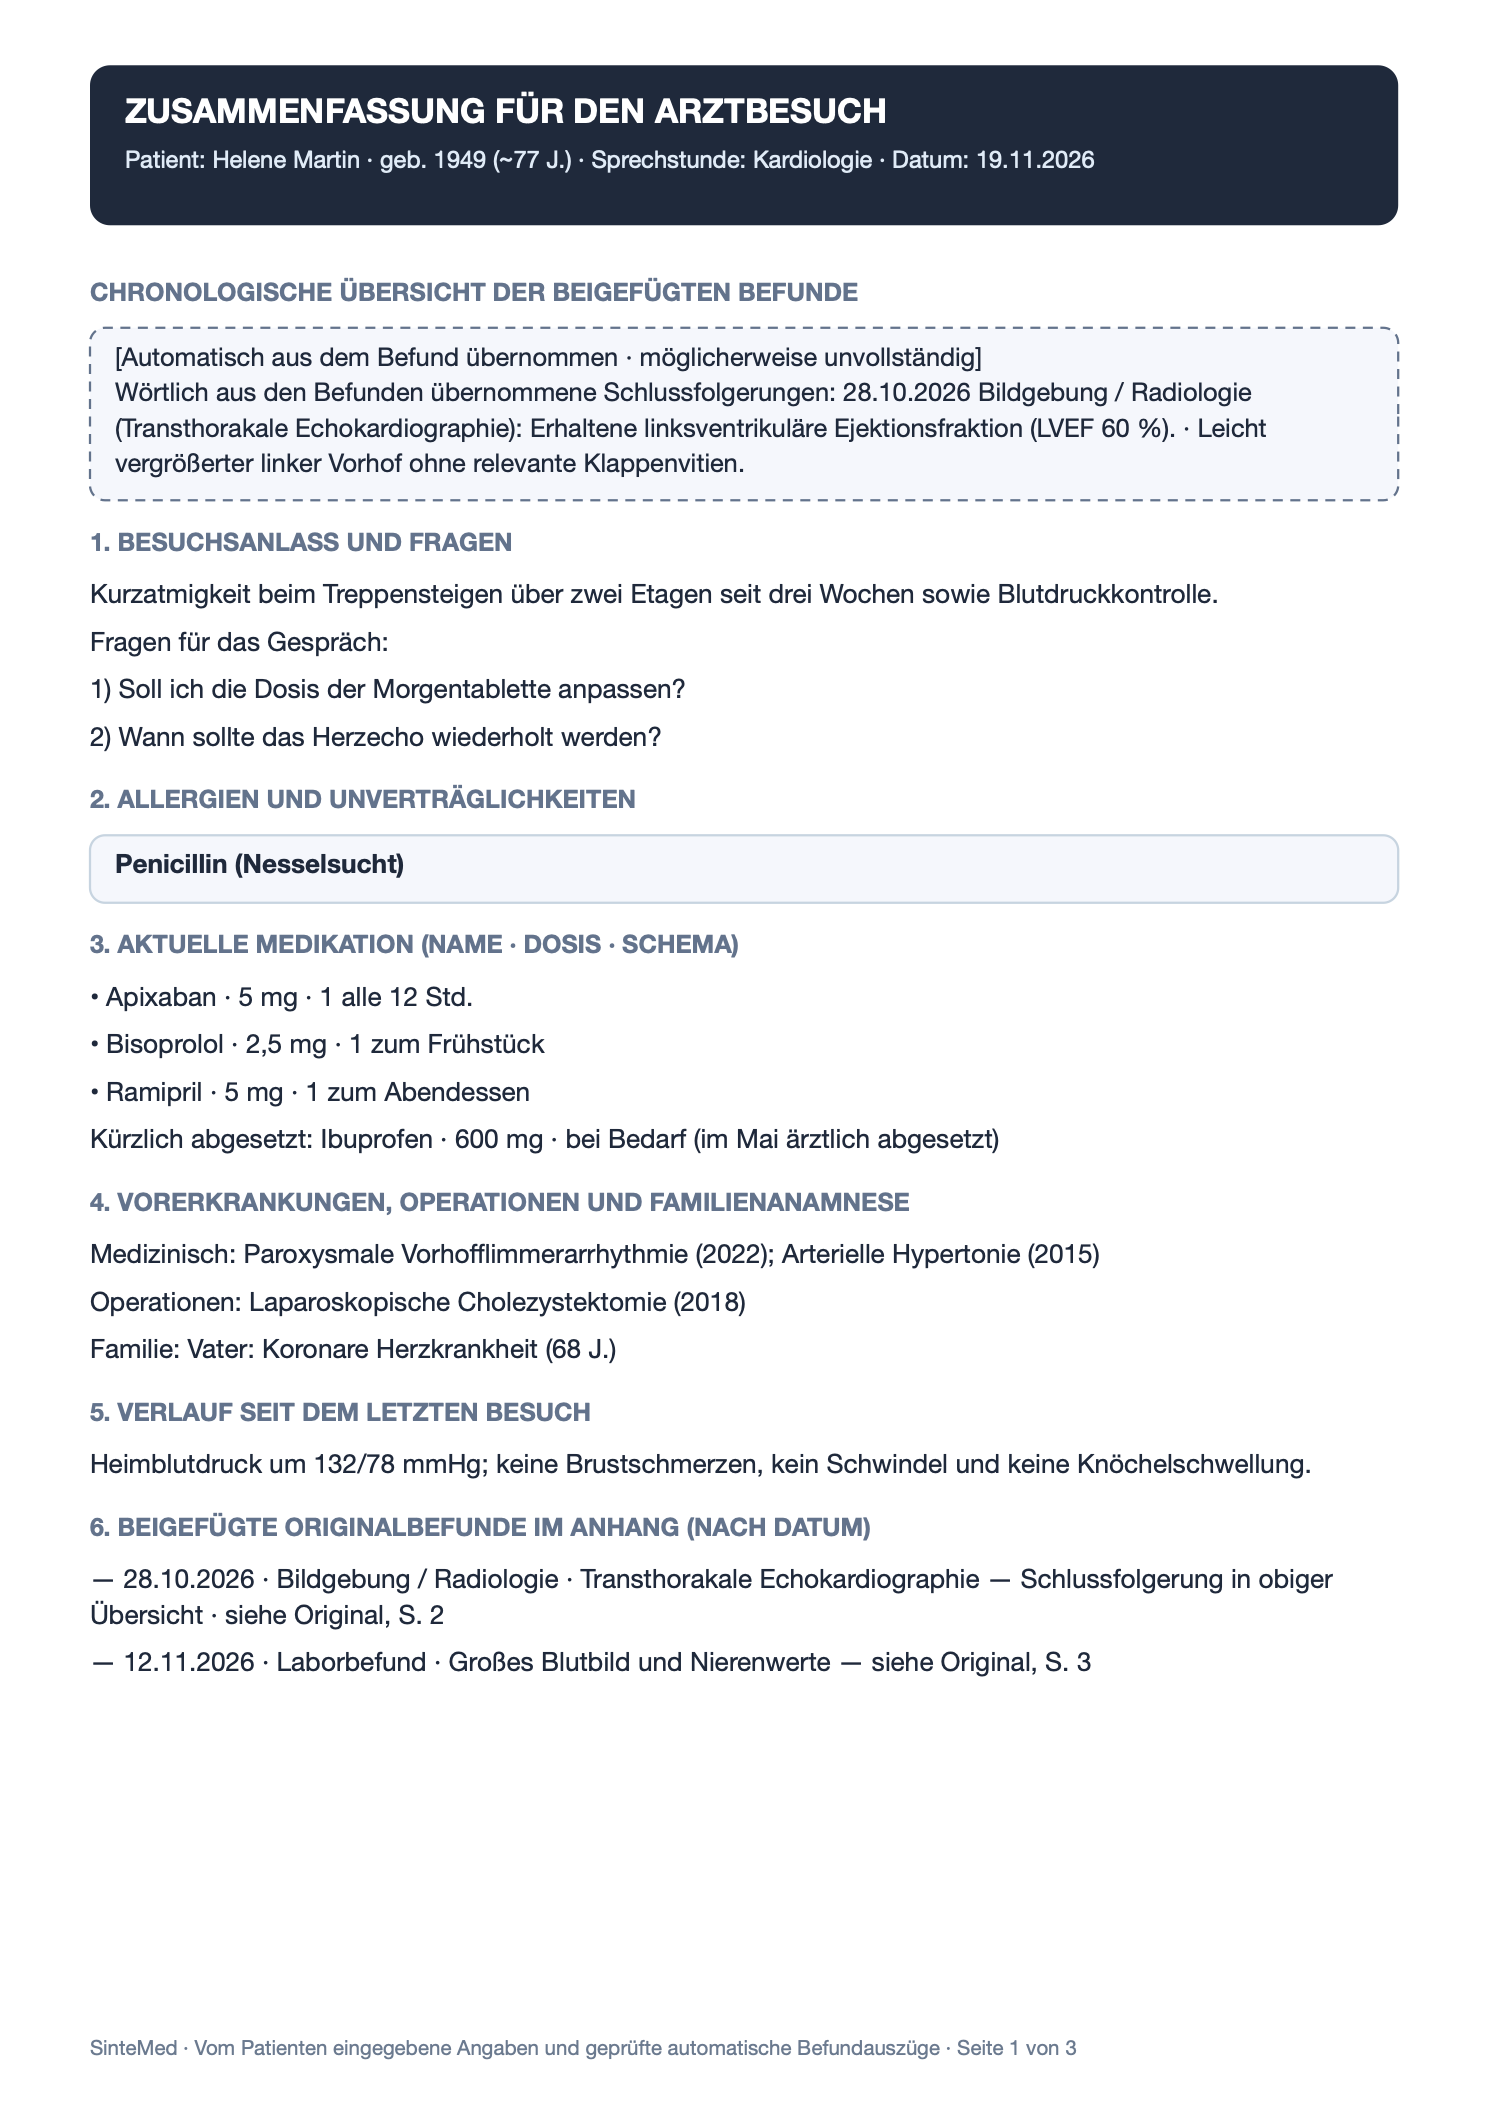 ZUSAMMENFASSUNG FÜR DEN ARZTBESUCH
Patient: Helene Martin · geb. 1949 (~77 J.) · Sprechstunde: Kardiologie · Datum: 19.11.2026
CHRONOLOGISCHE ÜBERSICHT DER BEIGEFÜGTEN BEFUNDE
[Automatisch aus dem Befund übernommen · möglicherweise unvollständig]
Wörtlich aus den Befunden übernommene Schlussfolgerungen: 28.10.2026 Bildgebung / Radiologie
(Transthorakale Echokardiographie): Erhaltene linksventrikuläre Ejektionsfraktion (LVEF 60 %). · Leicht
vergrößerter linker Vorhof ohne relevante Klappenvitien.
1. BESUCHSANLASS UND FRAGEN
Kurzatmigkeit beim Treppensteigen über zwei Etagen seit drei Wochen sowie Blutdruckkontrolle.
Fragen für das Gespräch:
1) Soll ich die Dosis der Morgentablette anpassen?
2) Wann sollte das Herzecho wiederholt werden?
2. ALLERGIEN UND UNVERTRÄGLICHKEITEN
Penicillin (Nesselsucht)
3. AKTUELLE MEDIKATION (NAME · DOSIS · SCHEMA)
• Apixaban · 5 mg · 1 alle 12 Std.
• Bisoprolol · 2,5 mg · 1 zum Frühstück
• Ramipril · 5 mg · 1 zum Abendessen
Kürzlich abgesetzt: Ibuprofen · 600 mg · bei Bedarf (im Mai ärztlich abgesetzt)
4. VORERKRANKUNGEN, OPERATIONEN UND FAMILIENANAMNESE
Medizinisch: Paroxysmale Vorhofflimmerarrhythmie (2022); Arterielle Hypertonie (2015)
Operationen: Laparoskopische Cholezystektomie (2018)
Familie: Vater: Koronare Herzkrankheit (68 J.)
5. VERLAUF SEIT DEM LETZTEN BESUCH
Heimblutdruck um 132/78 mmHg; keine Brustschmerzen, kein Schwindel und keine Knöchelschwellung.
6. BEIGEFÜGTE ORIGINALBEFUNDE IM ANHANG (NACH DATUM)
— 28.10.2026 · Bildgebung / Radiologie · Transthorakale Echokardiographie — Schlussfolgerung in obiger
Übersicht · siehe Original, S. 2
— 12.11.2026 · Laborbefund · Großes Blutbild und Nierenwerte — siehe Original, S. 3
SinteMed · Vom Patienten eingegebene Angaben und geprüfte automatische Befundauszüge · Seite 1 von 3